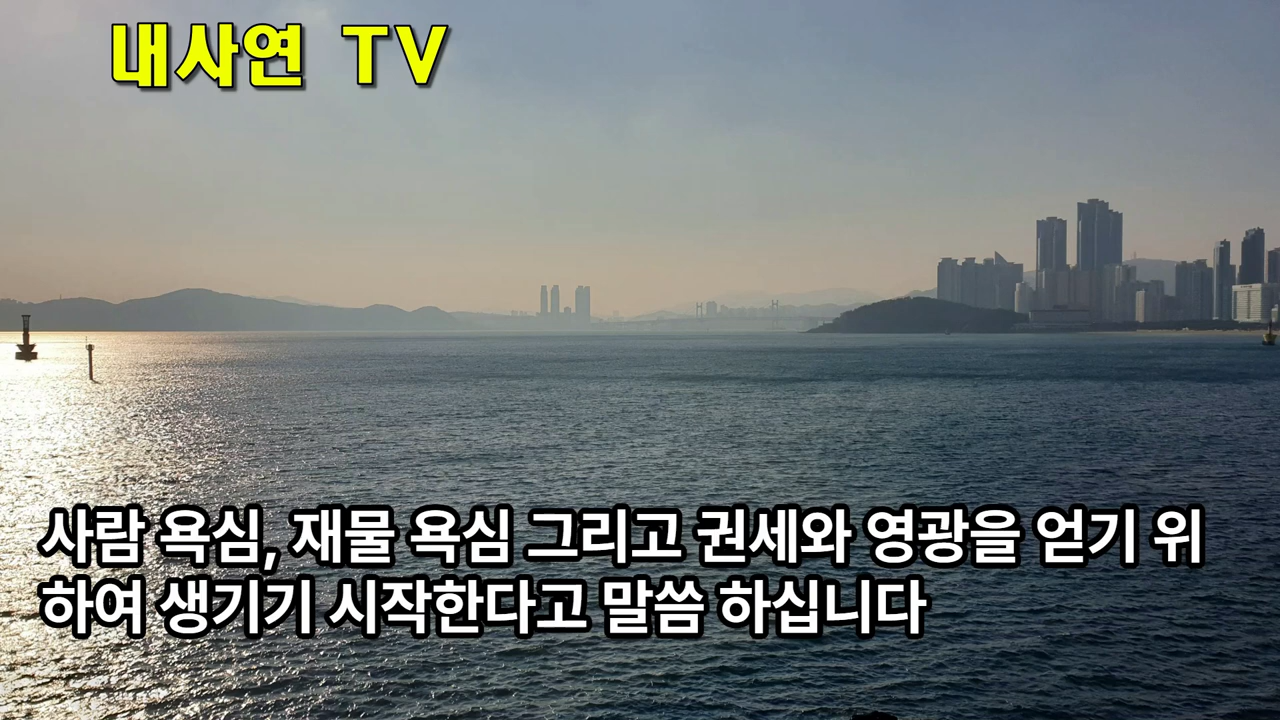 내사연 TV
사람 욕심, 재물 욕심 그리고 권세와 영광을 얻기 위
하여 생기기 시작한다고 말씀 하십니다